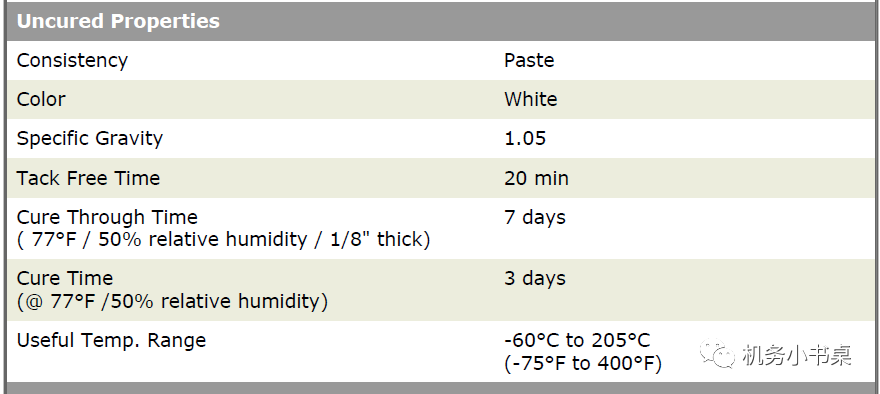 Uncured Properties
Consistency Paste
Color White
Specific Gravity 1.05
Tack Free Time 20 min
Cure Through Time 7 days
( 77°F / 50% relative humidity / 1/8" thick)
Cure Time 3 days
(@ 77°F /50% relative humidity)
Useful Temp. Range -60°C to 205°C
(-75°F to 400°F)
机务小书桌